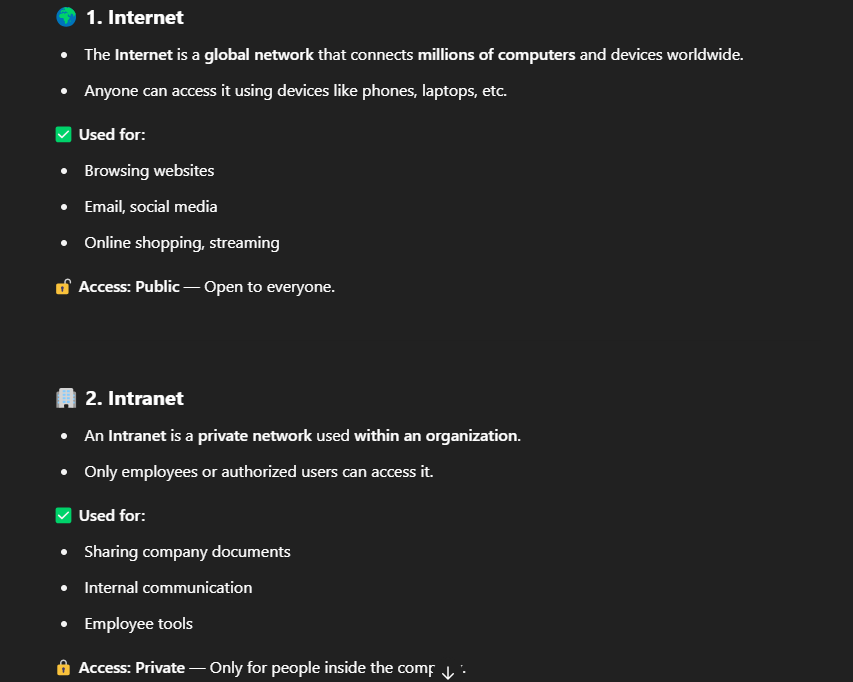 🌍 1. Internet
• The Internet is a global network that connects millions of computers and devices worldwide.
• Anyone can access it using devices like phones, laptops, etc.
✅ Used for:
• Browsing websites
• Email, social media
• Online shopping, streaming
🔓 Access: Public — Open to everyone.
🏢 2. Intranet
• An Intranet is a private network used within an organization.
• Only employees or authorized users can access it.
✅ Used for:
• Sharing company documents
• Internal communication
• Employee tools
🔒 Access: Private — Only for people inside the